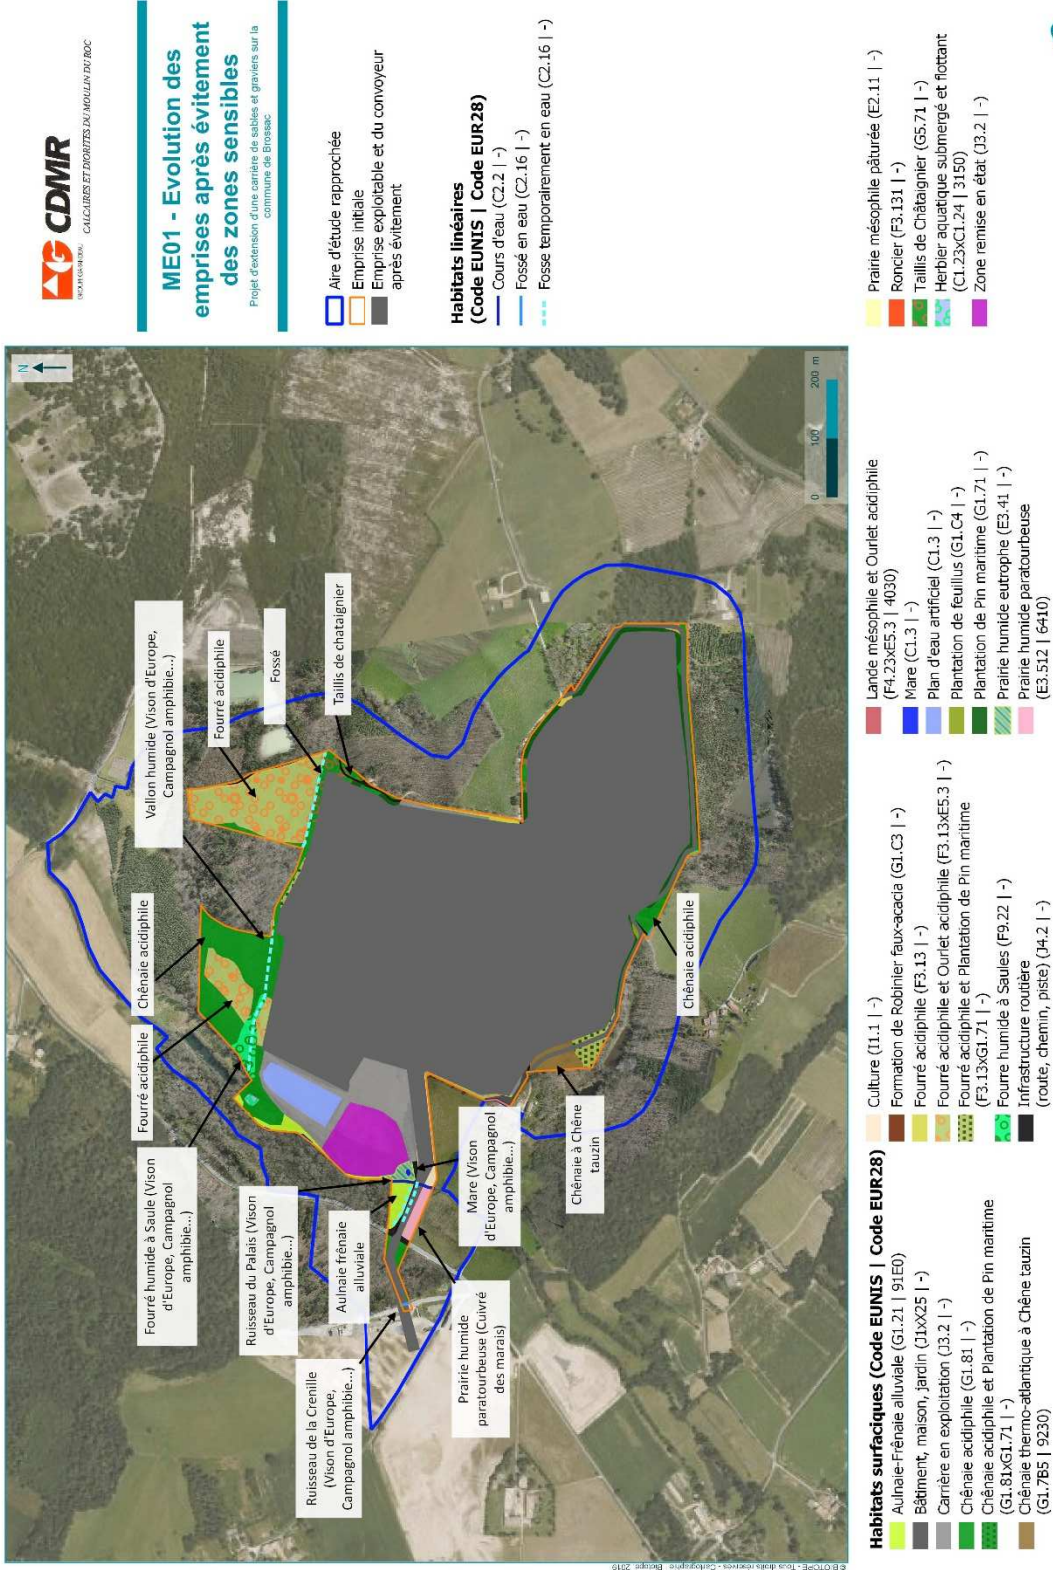 CDMR
CALCAIRES ET DIORITES DU MOULIN DU ROC
ME01 - Evolution des
emprises après évitement
des zones sensibles
Projet d'extension d'une carrière de sables et graviers sur la
commune de Brossac
Aire d'étude rapprochée
Emprise initiale
Emprise exploitable et du convoyeur
après évitement
Habitats linéaires
(Code EUNIS | Code EUR28)
Cours d'eau (C2.2 | -)
Fossé en eau (C2.16 | -)
Fosse temporairement en eau (C2.16 | -)
N
Vallon humide (Vison d'Europe,
Campagnol amphibie...)
Fourré acidiphile
Fossé
Taillis de chataignier
Chênaie acidiphile
Fourré acidiphile
Fourré humide à Saule (Vison
d'Europe, Campagnol
amphibie...)
Ruisseau du Palais (Vison
d'Europe, Campagnol
amphibie...)
Aulnaie frênaie
alluviale
Ruisseau de la Crenille
(Vison d'Europe,
Campagnol amphibie...)
Prairie humide
paratourbeuse (Cuivré
des marais)
Mare (Vison
d'Europe, Campagnol
amphibie...)
Chênaie à Chêne
tauzin
Chênaie acidiphile
0 100 200 m
© BIOTOPE - Tous droits réservés - Cartographie : Biotope, 2019
Habitats surfaciques (Code EUNIS | Code EUR28)
Aulnaie-Frênaie alluviale (G1.21 | 91E0)
Bâtiment, maison, jardin (J1xX25 | -)
Carrière en exploitation (J3.2 | -)
Chênaie acidiphile (G1.81 | -)
Chênaie acidiphile et Plantation de Pin maritime
(G1.81xG1.71 | -)
Chênaie thermo-atlantique à Chêne tauzin
(G1.7B5 | 9230)
Culture (I1.1 | -)
Formation de Robinier faux-acacia (G1.C3 | -)
Fourré acidiphile (F3.13 | -)
Fourré acidiphile et Ourlet acidiphile (F3.13xE5.3 | -)
Fourré acidiphile et Plantation de Pin maritime
(F3.13xG1.71 | -)
Fourre humide à Saules (F9.22 | -)
Infrastructure routière
(route, chemin, piste) (J4.2 | -)
Lande mésophile et Ourlet acidiphile
(F4.23xE5.3 | 4030)
Mare (C1.3 | -)
Plan d'eau artificiel (C1.3 | -)
Plantation de feuillus (G1.C4 | -)
Plantation de Pin maritime (G1.71 | -)
Prairie humide eutrophe (E3.41 | -)
Prairie humide paratourbeuse
(E3.512 | 6410)
Prairie mésophile pâturée (E2.11 | -)
Roncier (F3.131 | -)
Taillis de Châtaignier (G5.71 | -)
Herbier aquatique submergé et flottant
(C1.23xC1.24 | 3150)
Zone remise en état (J3.2 | -)